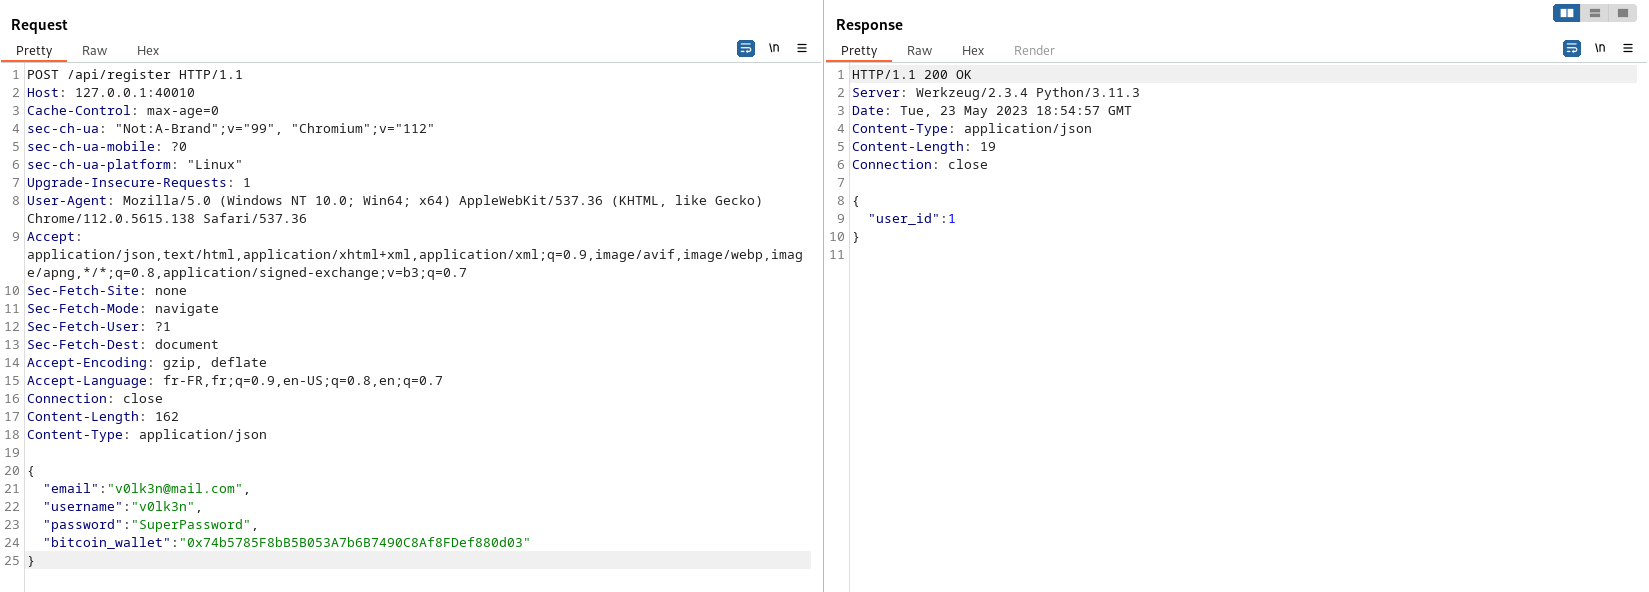 Request
Pretty Raw Hex \n
1 POST /api/register HTTP/1.1
2 Host: 127.0.0.1:40010
3 Cache-Control: max-age=0
4 sec-ch-ua: "Not:A-Brand";v="99", "Chromium";v="112"
5 sec-ch-ua-mobile: ?0
6 sec-ch-ua-platform: "Linux"
7 Upgrade-Insecure-Requests: 1
8 User-Agent: Mozilla/5.0 (Windows NT 10.0; Win64; x64) AppleWebKit/537.36 (KHTML, like Gecko)
Chrome/112.0.5615.138 Safari/537.36
9 Accept:
application/json,text/html,application/xhtml+xml,application/xml;q=0.9,image/avif,image/webp,imag
e/apng,*/*;q=0.8,application/signed-exchange;v=b3;q=0.7
10 Sec-Fetch-Site: none
11 Sec-Fetch-Mode: navigate
12 Sec-Fetch-User: ?1
13 Sec-Fetch-Dest: document
14 Accept-Encoding: gzip, deflate
15 Accept-Language: fr-FR,fr;q=0.9,en-US;q=0.8,en;q=0.7
16 Connection: close
17 Content-Length: 162
18 Content-Type: application/json
19
20 {
21 "email":"v0lk3n@mail.com",
22 "username":"v0lk3n",
23 "password":"SuperPassword",
24 "bitcoin_wallet":"0x74b5785F8bB5B053A7b6B7490C8Af8FDef880d03"
25 }
Response
Pretty Raw Hex Render \n
1 HTTP/1.1 200 OK
2 Server: Werkzeug/2.3.4 Python/3.11.3
3 Date: Tue, 23 May 2023 18:54:57 GMT
4 Content-Type: application/json
5 Content-Length: 19
6 Connection: close
7
8 {
9 "user_id":1
10 }
11